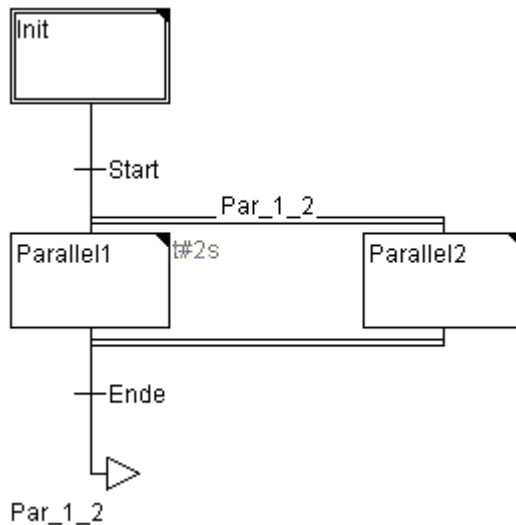 Init
Start
Par_1_2
Parallel1
t#2s
Parallel2
Ende
Par_1_2